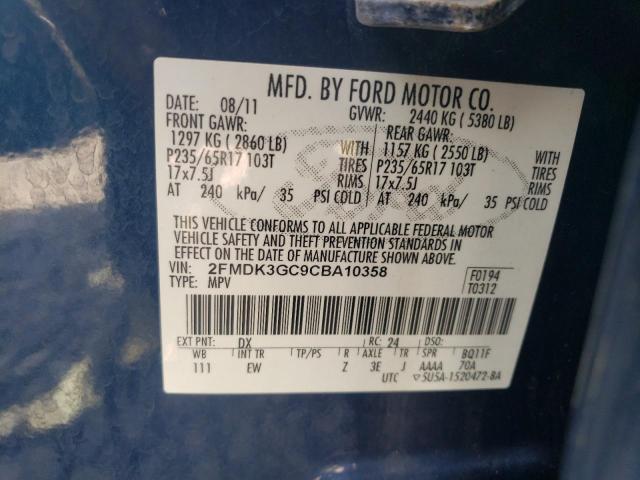 MFD. BY FORD MOTOR CO.
DATE: 08/11 GVWR: 2440 KG ( 5380 LB)
FRONT GAWR: REAR GAWR:
1297 KG ( 2860 LB) WITH 1157 KG ( 2550 LB) WITH
P235/65R17 103T TIRES P235/65R17 103T TIRES
17x7.5J RIMS 17x7.5J RIMS
AT 240 kPa/ 35 PSI COLD AT 240 kPa/ 35 PSI COLD
THIS VEHICLE CONFORMS TO ALL APPLICABLE FEDERAL MOTOR
VEHICLE SAFETY AND THEFT PREVENTION STANDARDS IN
EFFECT ON THE DATE OF MANUFACTURE SHOWN ABOVE.
VIN: 2FMDK3GC9CBA10358 F0194
TYPE: MPV T0312
EXT PNT: DX RC: 24 DSO:
WB INT TR TP/PS R AXLE TR SPR BQ11F
111 EW Z 3E J AAAA 70A
UTC 5U5A-1520472-BA